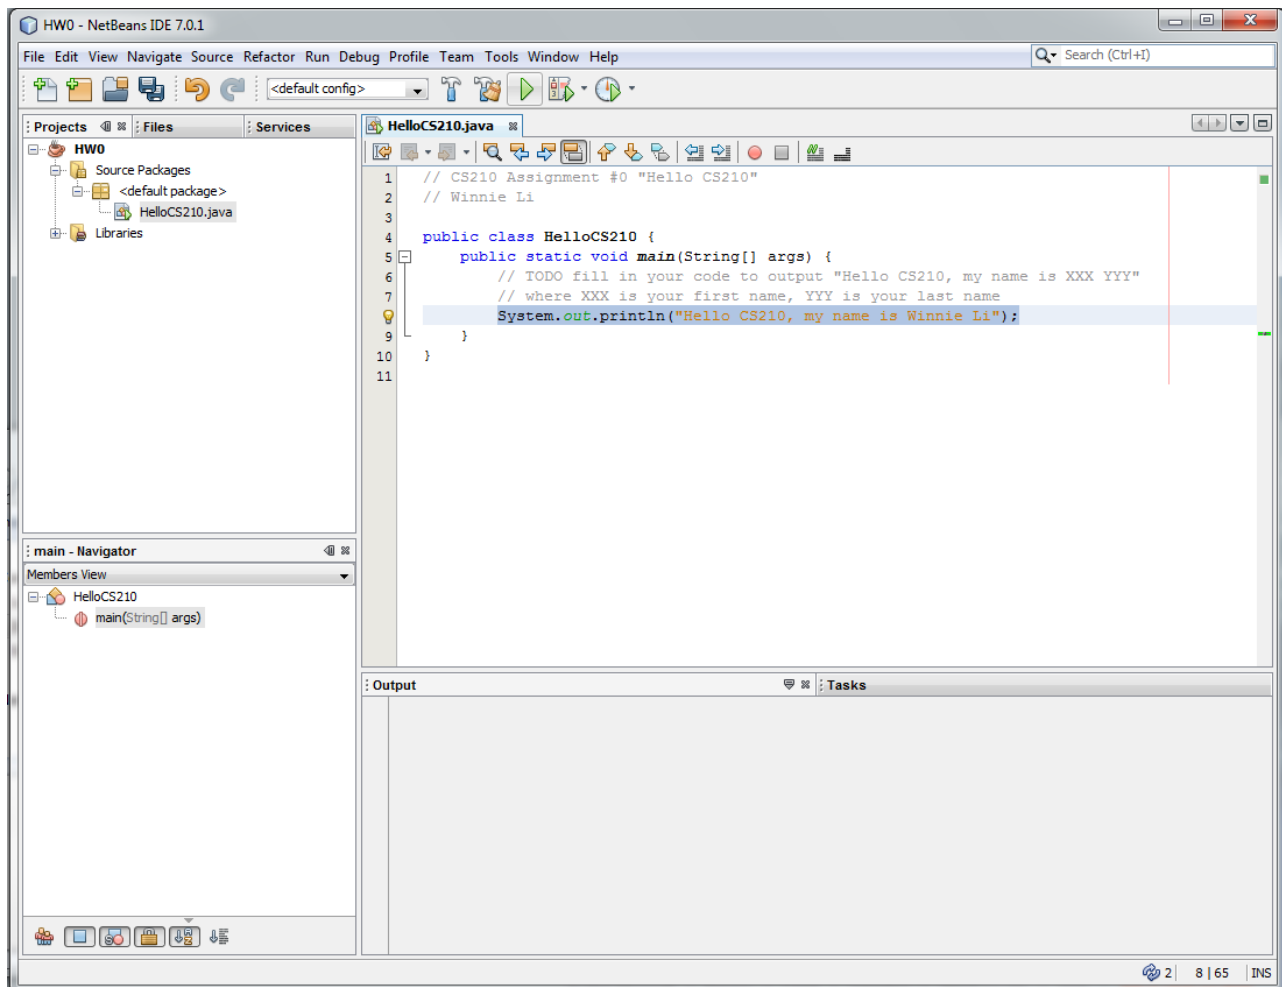 HW0 - NetBeans IDE 7.0.1
File Edit View Navigate Source Refactor Run Debug Profile Team Tools Window Help
Search (Ctrl+I)
<default config>
Projects Files Services
HW0
Source Packages
<default package>
HelloCS210.java
Libraries
HelloCS210.java
1 // CS210 Assignment #0 "Hello CS210"
2 // Winnie Li
3
4 public class HelloCS210 {
5 public static void main(String[] args) {
6 // TODO fill in your code to output "Hello CS210, my name is XXX YYY"
7 // where XXX is your first name, YYY is your last name
System.out.println("Hello CS210, my name is Winnie Li");
9 }
10 }
11
main - Navigator
Members View
HelloCS210
main(String[] args)
Output
Tasks
2 8 | 65 INS